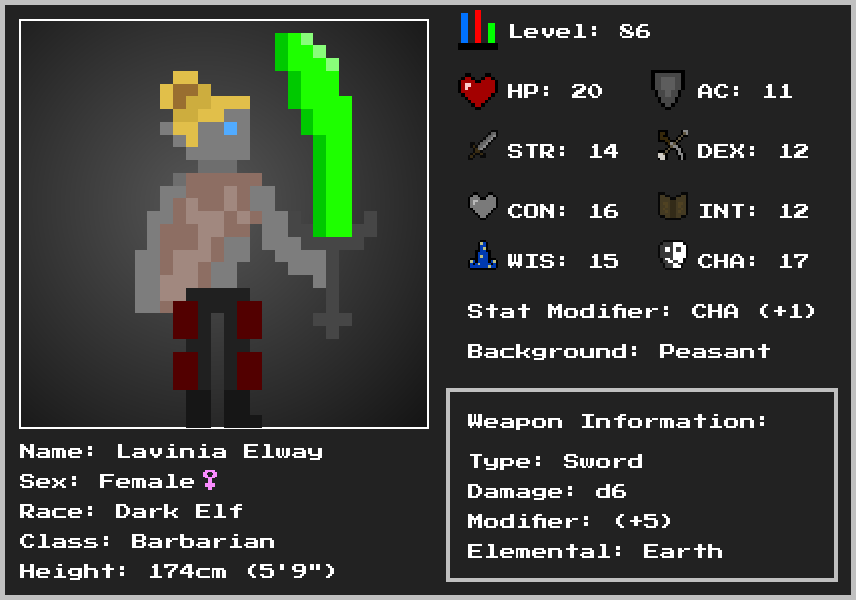 Level: 86
HP: 20
AC: 11
STR: 14
DEX: 12
CON: 16
INT: 12
WIS: 15
CHA: 17
Stat Modifier: CHA (+1)
Background: Peasant
Name: Lavinia Elway
Sex: Female♀
Race: Dark Elf
Class: Barbarian
Height: 174cm (5'9")
Weapon Information:
Type: Sword
Damage: d6
Modifier: (+5)
Elemental: Earth